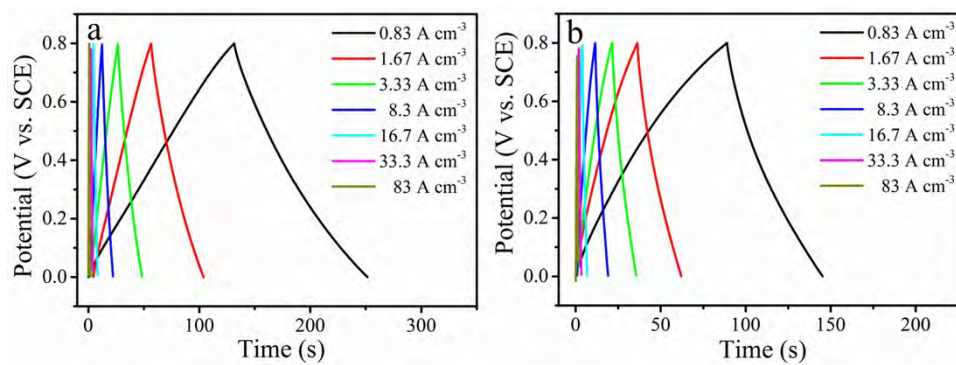 a
0.83 A cm⁻³
1.67 A cm⁻³
3.33 A cm⁻³
8.3 A cm⁻³
16.7 A cm⁻³
33.3 A cm⁻³
83 A cm⁻³
Potential (V vs. SCE)
0.8
0.6
0.4
0.2
0.0
0 100 200 300
Time (s)
b
0.83 A cm⁻³
1.67 A cm⁻³
3.33 A cm⁻³
8.3 A cm⁻³
16.7 A cm⁻³
33.3 A cm⁻³
83 A cm⁻³
Potential (V vs. SCE)
0.8
0.6
0.4
0.2
0.0
0 50 100 150 200
Time (s)